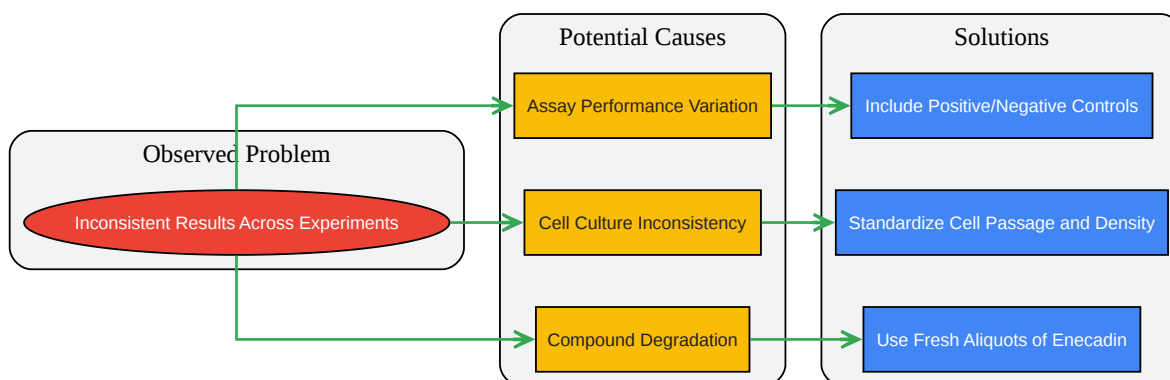 Potential Causes
Solutions
Assay Performance Variation
Include Positive/Negative Controls
Observed Problem
Inconsistent Results Across Experiments
Cell Culture Inconsistency
Standardize Cell Passage and Density
Compound Degradation
Use Fresh Aliquots of Enecadin